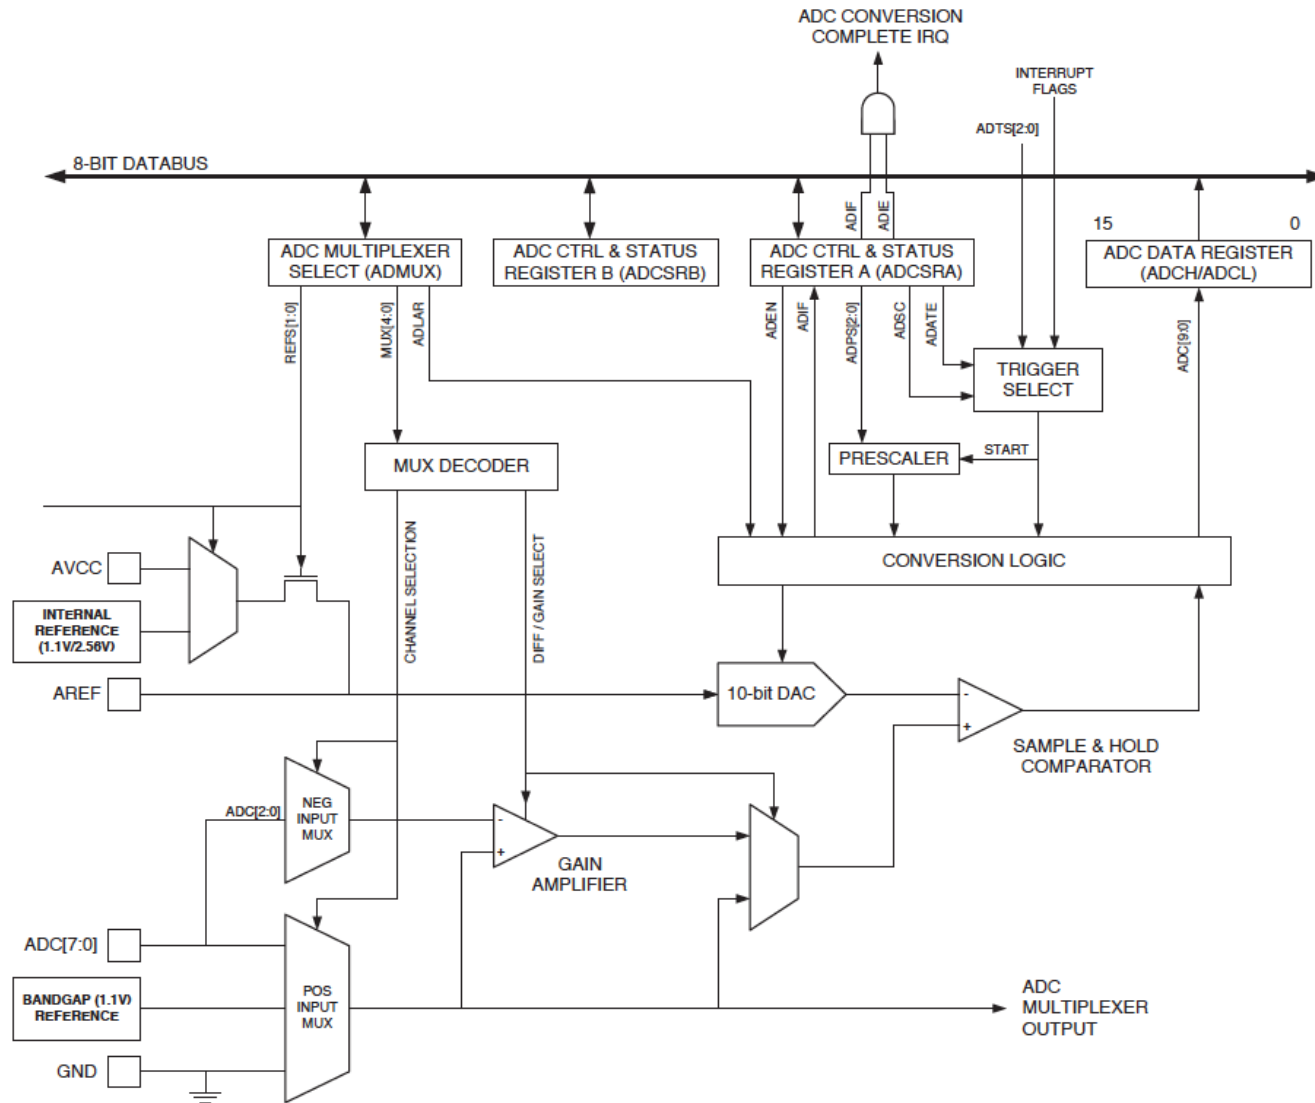 ADC CONVERSION
COMPLETE IRQ
INTERRUPT
FLAGS
ADTS[2:0]
8-BIT DATABUS
ADIF
ADIE
15
0
ADC MULTIPLEXER
SELECT (ADMUX)
ADC CTRL & STATUS
REGISTER B (ADCSRB)
ADC CTRL & STATUS
REGISTER A (ADCSRA)
ADC DATA REGISTER
(ADCH/ADCL)
REFS[1:0]
MUX[4:0]
ADLAR
ADEN
ADIF
ADPS[2:0]
ADSC
ADATE
ADC[9:0]
TRIGGER
SELECT
MUX DECODER
PRESCALER
START
CHANNEL SELECTION
DIFF / GAIN SELECT
CONVERSION LOGIC
AVCC
INTERNAL
REFERENCE
(1.1V/2.56V)
AREF
10-bit DAC
-
+
SAMPLE & HOLD
COMPARATOR
ADC[2:0]
NEG
INPUT
MUX
-
+
GAIN
AMPLIFIER
ADC[7:0]
BANDGAP (1.1V)
REFERENCE
POS
INPUT
MUX
ADC
MULTIPLEXER
OUTPUT
GND